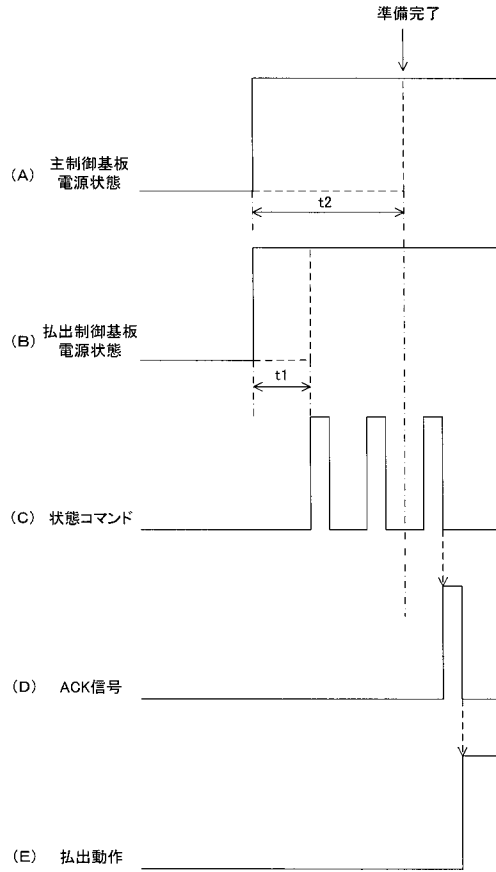 準備完了
(A) 主制御基板
電源状態
t2
(B) 払出制御基板
電源状態
t1
(C) 状態コマンド
(D) ACK信号
(E) 払出動作